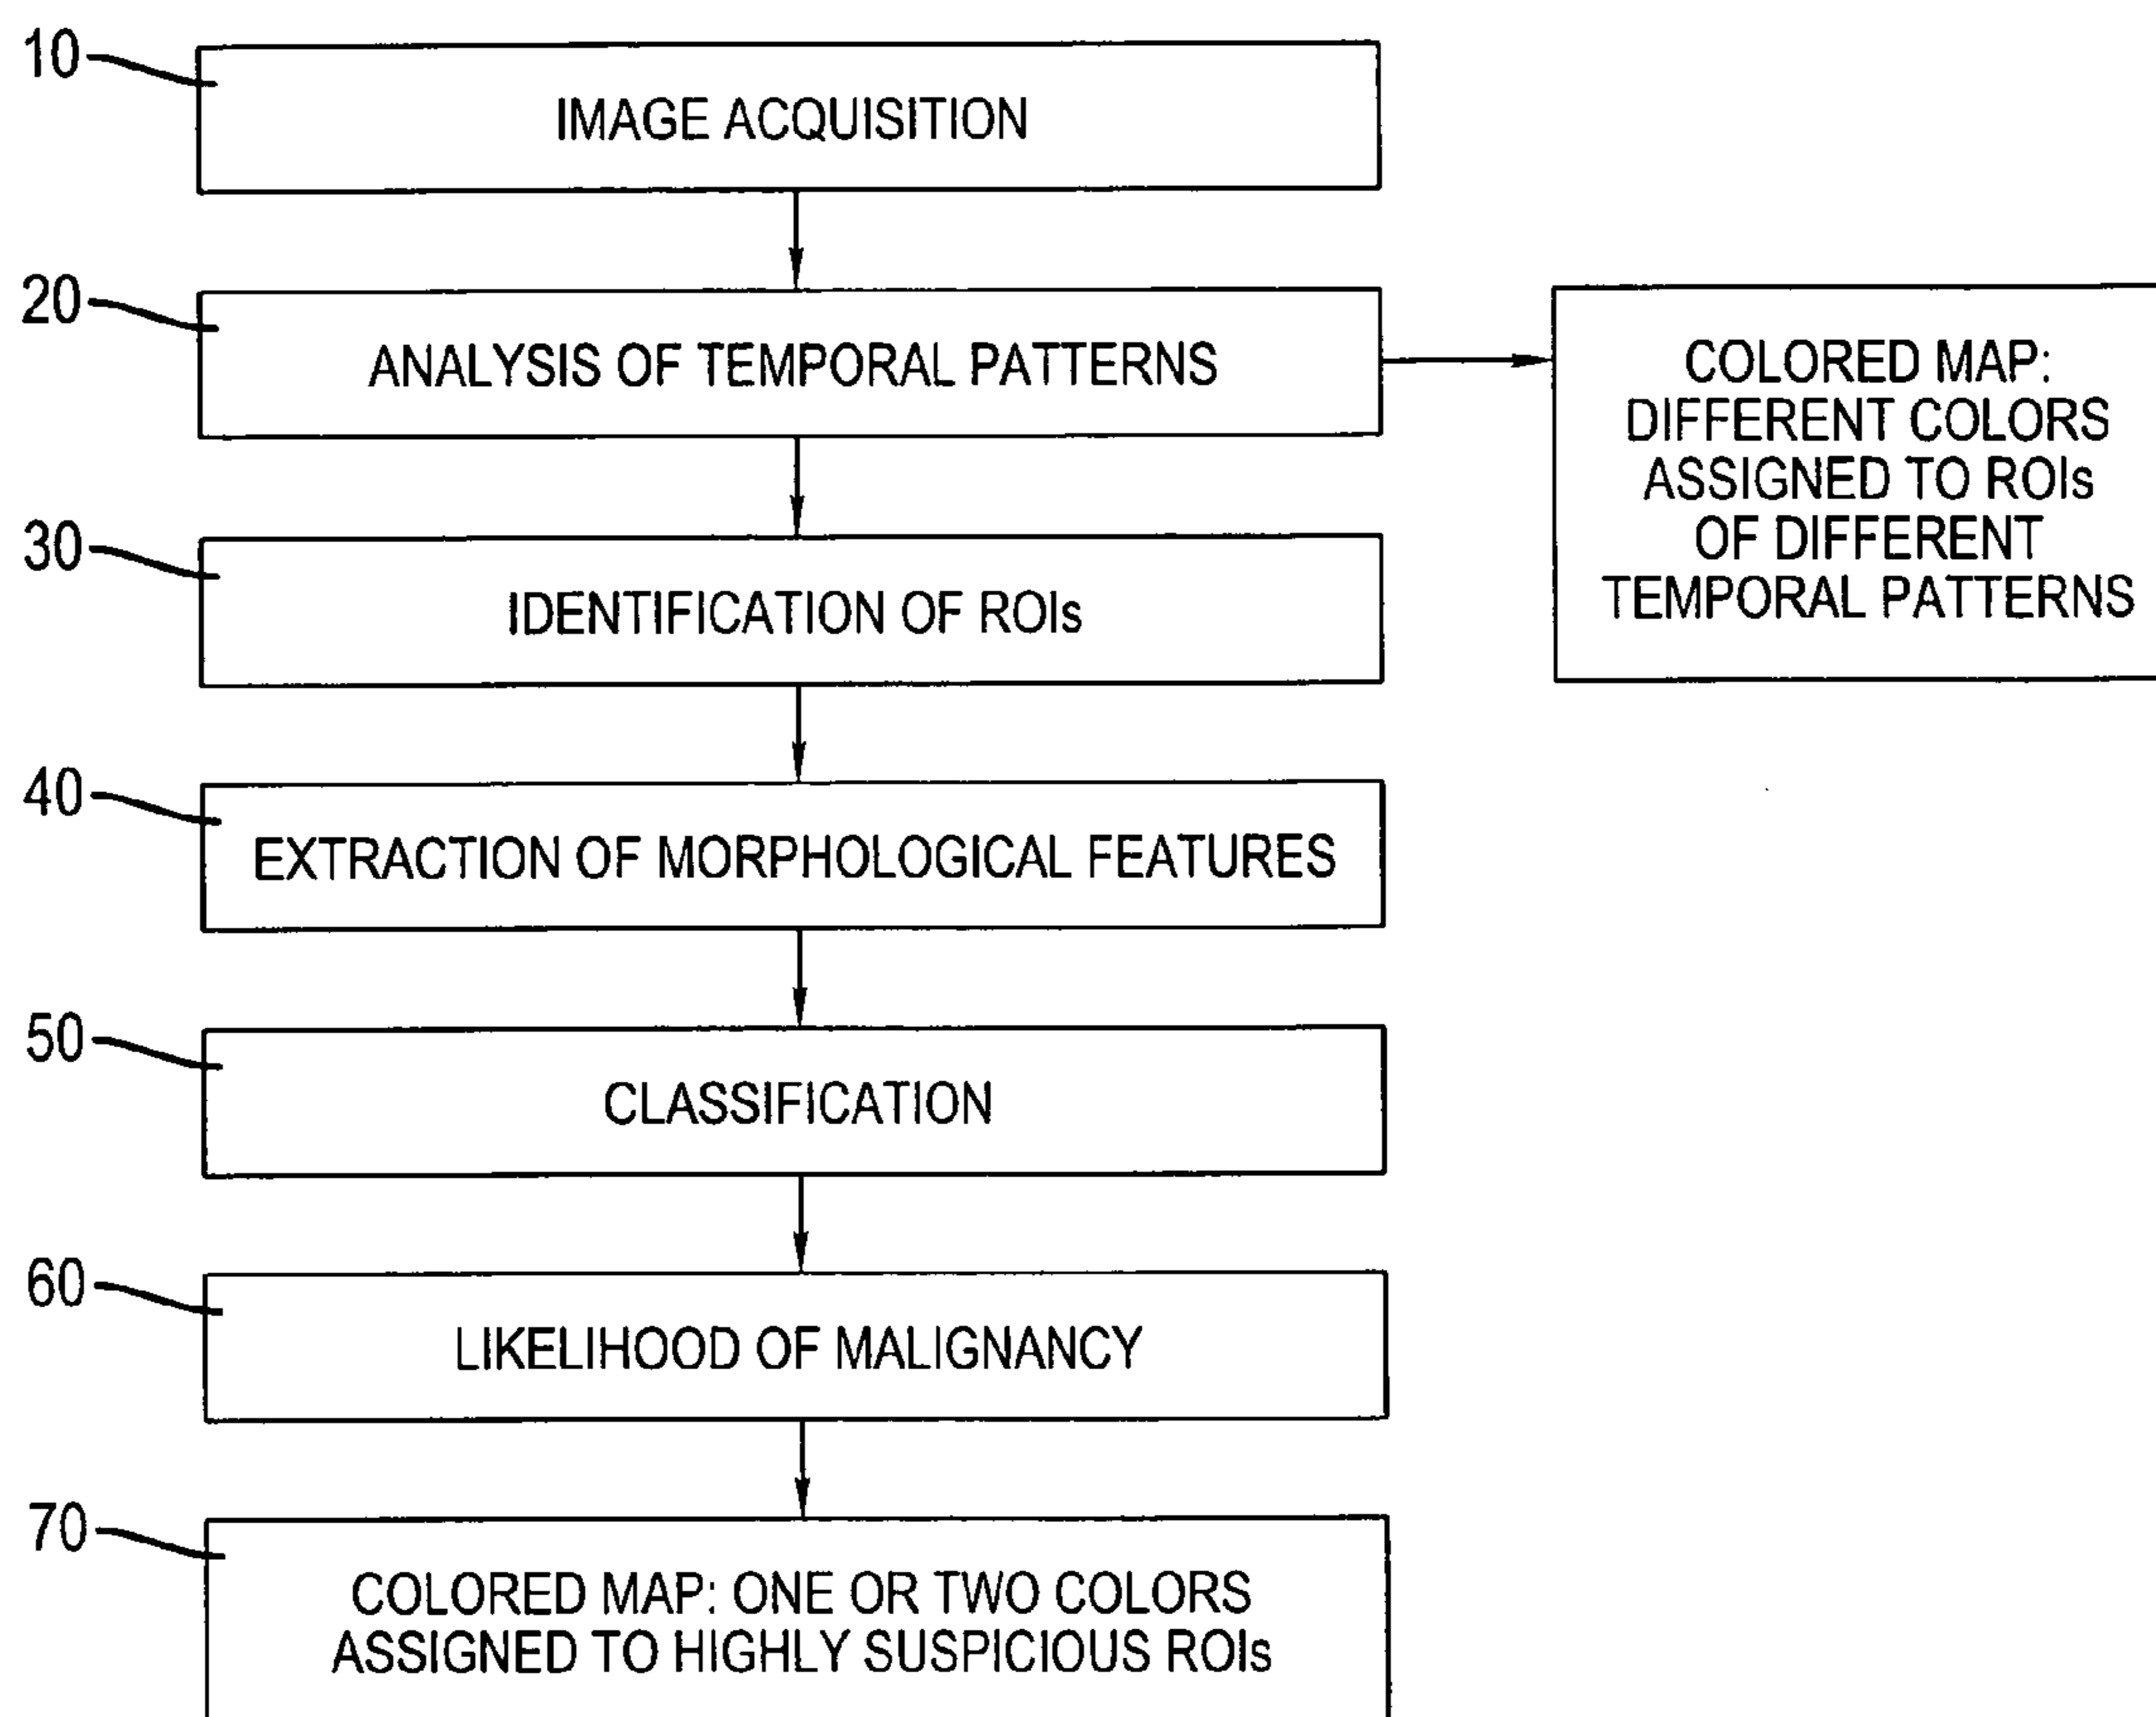 10
IMAGE ACQUISITION
20
ANALYSIS OF TEMPORAL PATTERNS
COLORED MAP:
DIFFERENT COLORS
ASSIGNED TO ROIs
OF DIFFERENT
TEMPORAL PATTERNS
30
IDENTIFICATION OF ROIs
40
EXTRACTION OF MORPHOLOGICAL FEATURES
50
CLASSIFICATION
60
LIKELIHOOD OF MALIGNANCY
70
COLORED MAP: ONE OR TWO COLORS
ASSIGNED TO HIGHLY SUSPICIOUS ROIs